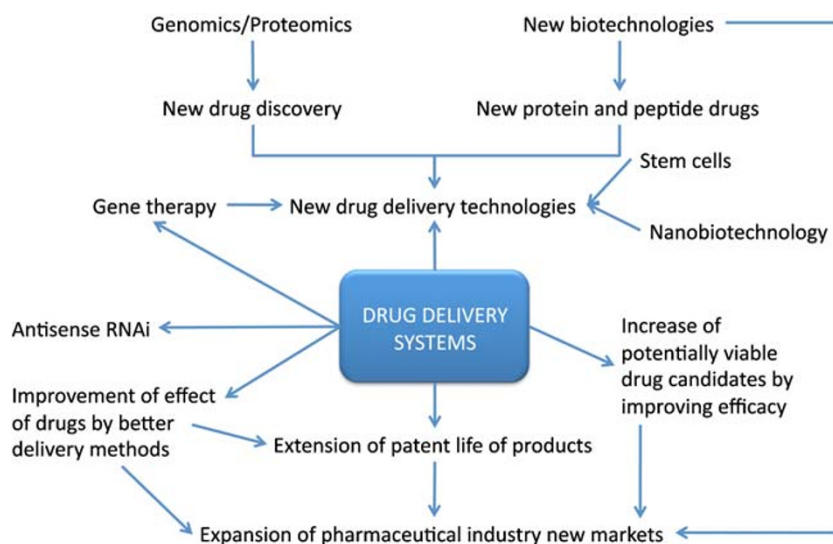 Genomics/Proteomics
New biotechnologies
New drug discovery
New protein and peptide drugs
Stem cells
Gene therapy
New drug delivery technologies
Nanobiotechnology
DRUG DELIVERY
SYSTEMS
Antisense RNAi
Increase of
potentially viable
drug candidates by
improving efficacy
Improvement of effect
of drugs by better
delivery methods
Extension of patent life of products
Expansion of pharmaceutical industry new markets